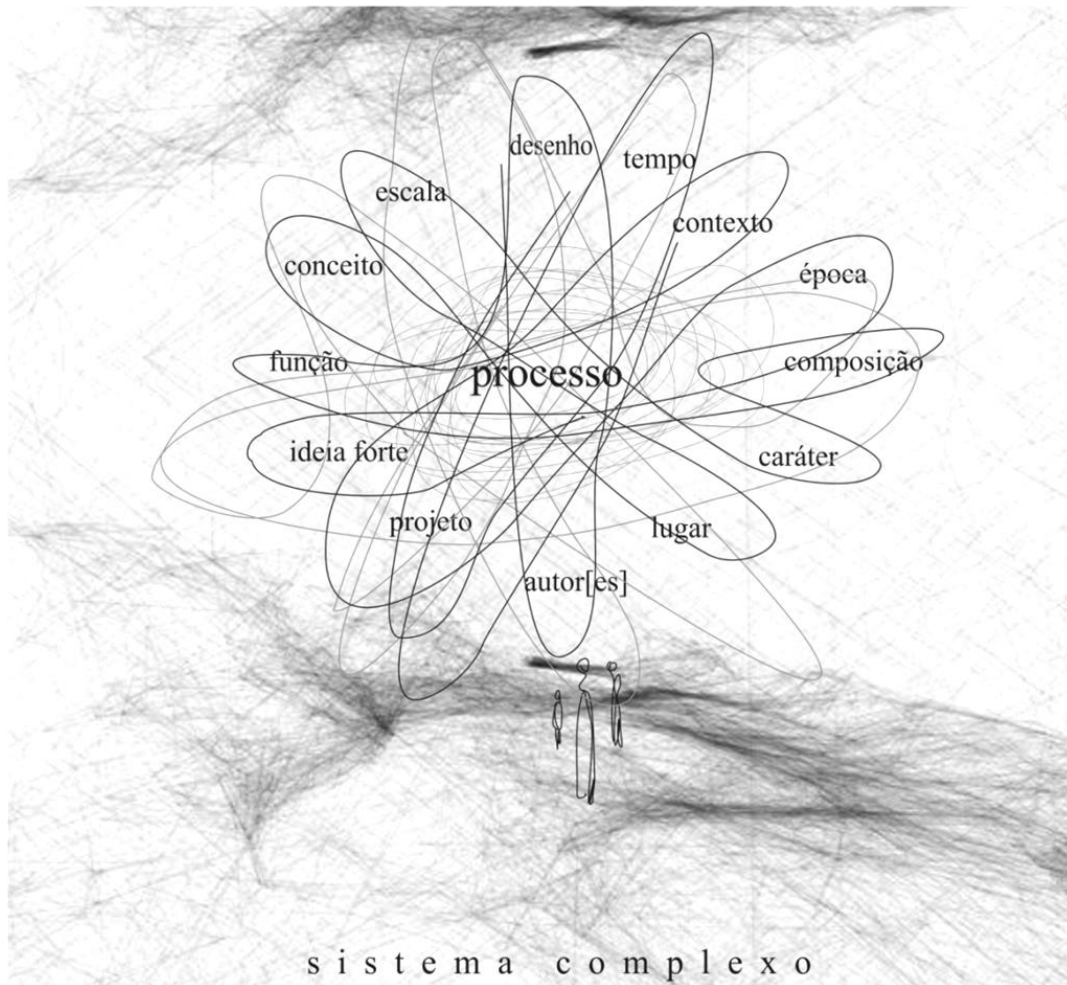 desenho
tempo
escala
contexto
conceito
época
função
processo
composição
ideia forte
caráter
projeto
lugar
autor[es]
sistema complexo